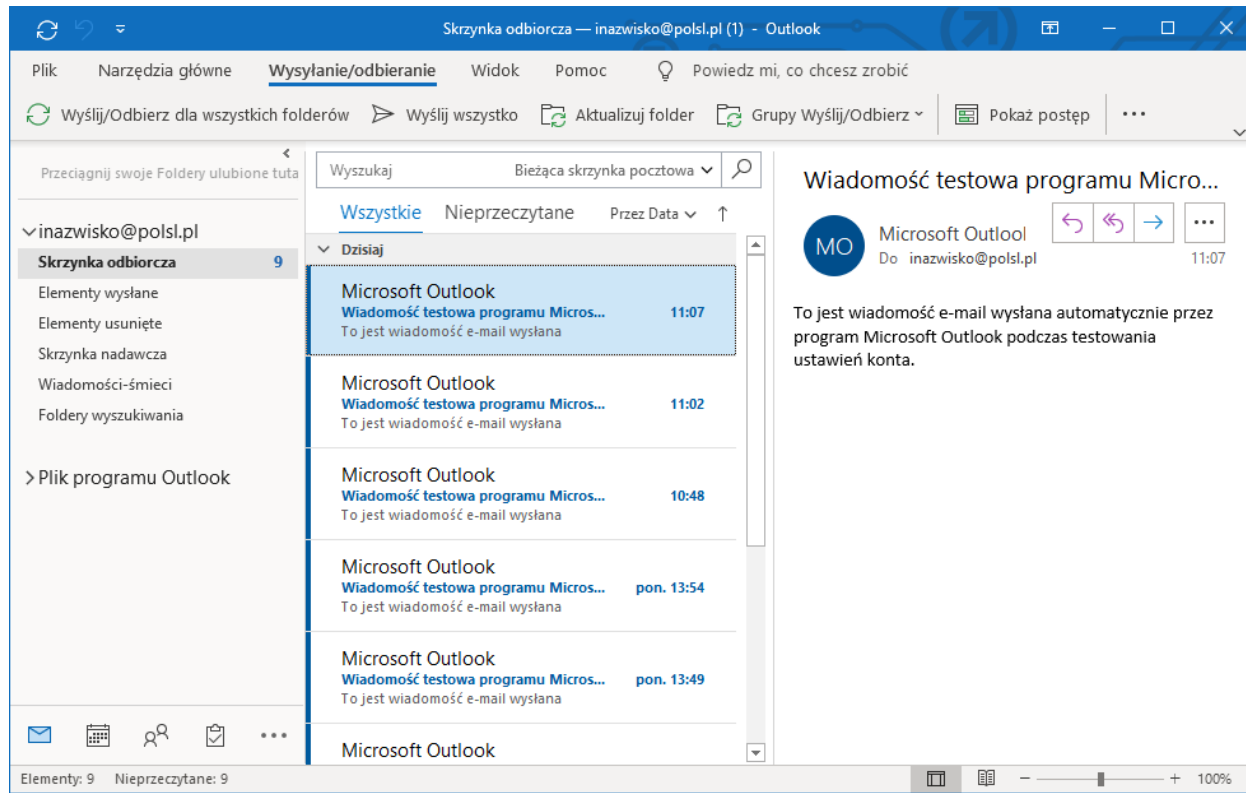 Skrzynka odbiorcza — inazwisko@polsl.pl (1) - Outlook
Plik Narzędzia główne Wysyłanie/odbieranie Widok Pomoc Powiedz mi, co chcesz zrobić
Wyślij/Odbierz dla wszystkich folderów Wyślij wszystko Aktualizuj folder Grupy Wyślij/Odbierz Pokaż postęp
Przeciągnij swoje Foldery ulubione tuta
inazwisko@polsl.pl
Skrzynka odbiorcza 9
Elementy wysłane
Elementy usunięte
Skrzynka nadawcza
Wiadomości-śmieci
Foldery wyszukiwania
Plik programu Outlook
Wyszukaj Bieżąca skrzynka pocztowa
Wszystkie Nieprzeczytane Przez Data
Dzisiaj
Microsoft Outlook
Wiadomość testowa programu Micros... 11:07
To jest wiadomość e-mail wysłana
Microsoft Outlook
Wiadomość testowa programu Micros... 11:02
To jest wiadomość e-mail wysłana
Microsoft Outlook
Wiadomość testowa programu Micros... 10:48
To jest wiadomość e-mail wysłana
Microsoft Outlook
Wiadomość testowa programu Micros... pon. 13:54
To jest wiadomość e-mail wysłana
Microsoft Outlook
Wiadomość testowa programu Micros... pon. 13:49
To jest wiadomość e-mail wysłana
Microsoft Outlook
Wiadomość testowa programu Micro...
MO
Microsoft Outlool
Do inazwisko@polsl.pl 11:07
To jest wiadomość e-mail wysłana automatycznie przez
program Microsoft Outlook podczas testowania
ustawień konta.
Elementy: 9 Nieprzeczytane: 9 100%